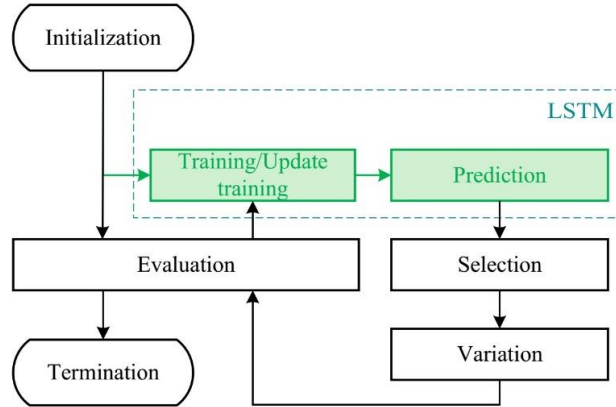 Initialization
LSTM
Training/Update
training
Prediction
Evaluation
Selection
Termination
Variation